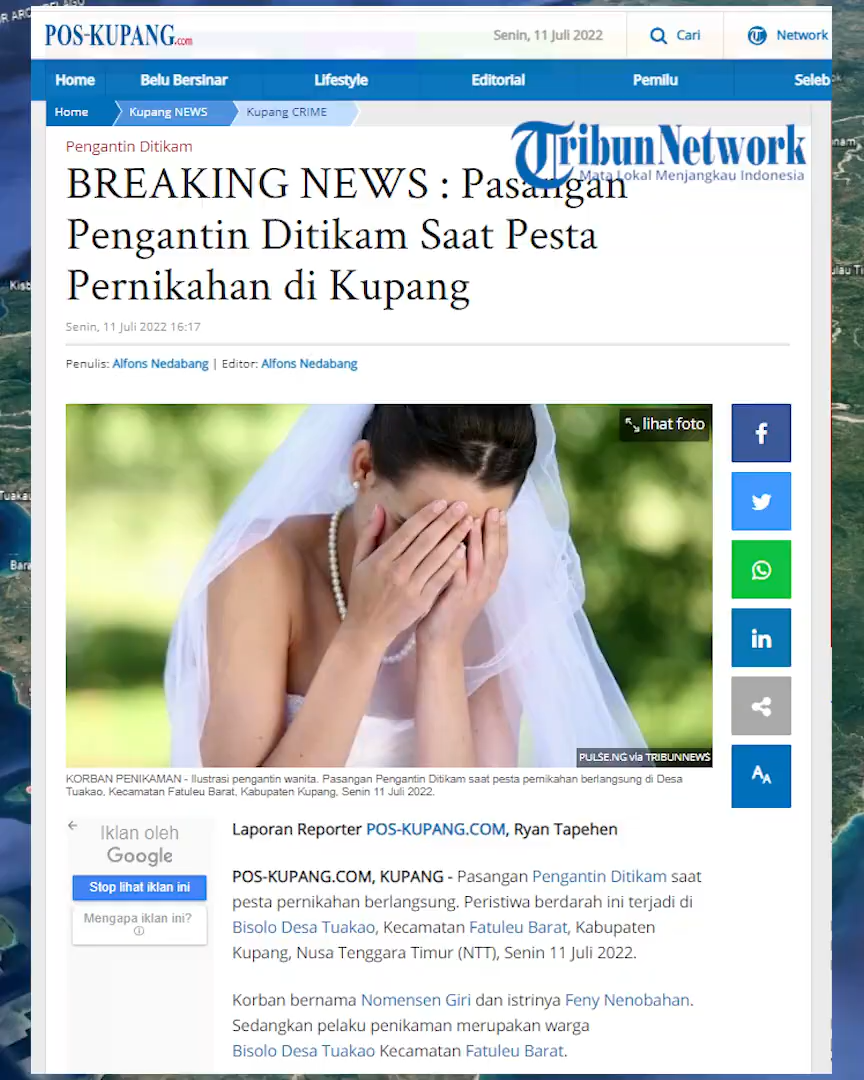 POS-KUPANG.com
Senin, 11 Juli 2022
Cari
Network
Home
Belu Bersinar
Lifestyle
Editorial
Pemilu
Seleb
Home
Kupang NEWS
Kupang CRIME
TribunNetwork
Mata Lokal Menjangkau Indonesia
Pengantin Ditikam
BREAKING NEWS : Pasangan
Pengantin Ditikam Saat Pesta
Pernikahan di Kupang
Senin, 11 Juli 2022 16:17
Penulis: Alfons Nedabang | Editor: Alfons Nedabang
lihat foto
PULSE.NG via TRIBUNNEWS
KORBAN PENIKAMAN - Ilustrasi pengantin wanita. Pasangan Pengantin Ditikam saat pesta pernikahan berlangsung di Desa
Tuakao, Kecamatan Fatuleu Barat, Kabupaten Kupang, Senin 11 Juli 2022.
Iklan oleh
Google
Stop lihat iklan ini
Mengapa iklan ini?
Laporan Reporter POS-KUPANG.COM, Ryan Tapehen
POS-KUPANG.COM, KUPANG - Pasangan Pengantin Ditikam saat
pesta pernikahan berlangsung. Peristiwa berdarah ini terjadi di
Bisolo Desa Tuakao, Kecamatan Fatuleu Barat, Kabupaten
Kupang, Nusa Tenggara Timur (NTT), Senin 11 Juli 2022.
Korban bernama Nomensen Giri dan istrinya Feny Nenobahan.
Sedangkan pelaku penikaman merupakan warga
Bisolo Desa Tuakao Kecamatan Fatuleu Barat.